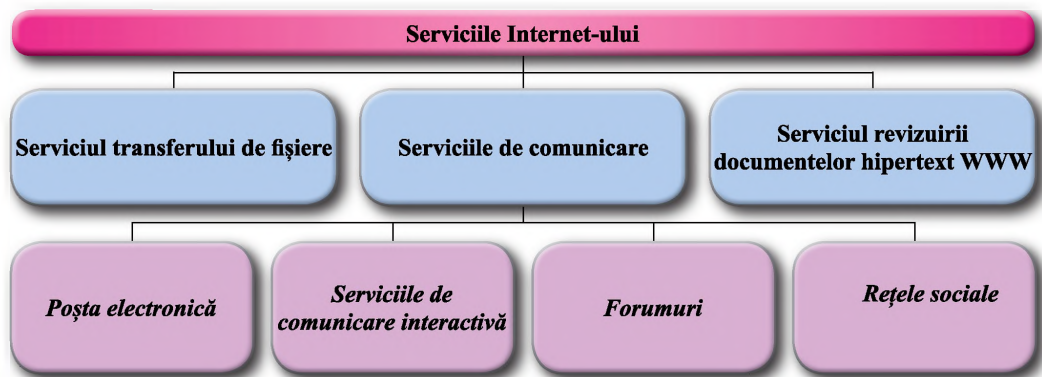 Serviciile Internet-ului
Serviciul transferului de fișiere
Serviciile de comunicare
Serviciul revizuirii
documentelor hipertext WWW
Poșta electronică
Serviciile de
comunicare interactivă
Forumuri
Rețele sociale